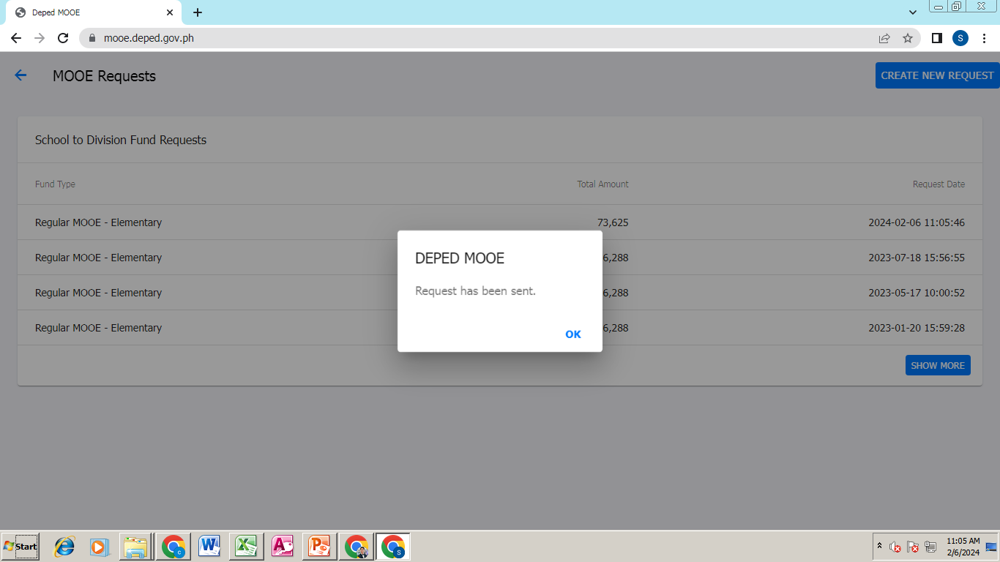 Deped MOOE
mooe.deped.gov.ph
S
MOOE Requests
CREATE NEW REQUEST
School to Division Fund Requests
Fund Type Total Amount Request Date
Regular MOOE - Elementary 73,625 2024-02-06 11:05:46
Regular MOOE - Elementary 6,288 2023-07-18 15:56:55
Regular MOOE - Elementary 6,288 2023-05-17 10:00:52
Regular MOOE - Elementary 6,288 2023-01-20 15:59:28
SHOW MORE
DEPED MOOE
Request has been sent.
OK
Start
11:05 AM
2/6/2024